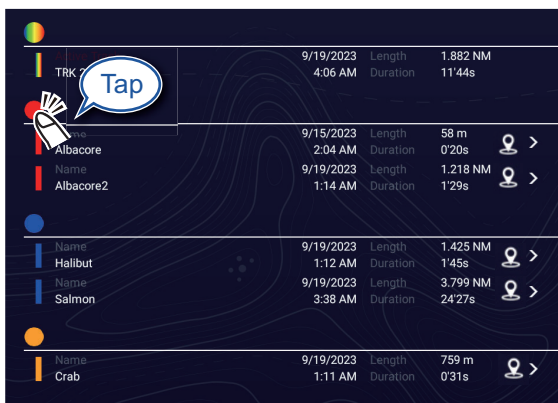 9/19/2023 Length 1.882 NM
TRK 4:06 AM Duration 11'44s
Tap
Name 9/15/2023 Length 58 m
Albacore 2:04 AM Duration 0'20s
Name 9/19/2023 Length 1.218 NM
Albacore2 1:14 AM Duration 1'29s
Name 9/19/2023 Length 1.425 NM
Halibut 1:12 AM Duration 1'45s
Name 9/19/2023 Length 3.799 NM
Salmon 3:38 AM Duration 24'27s
Name 9/19/2023 Length 759 m
Crab 1:11 AM Duration 0'31s